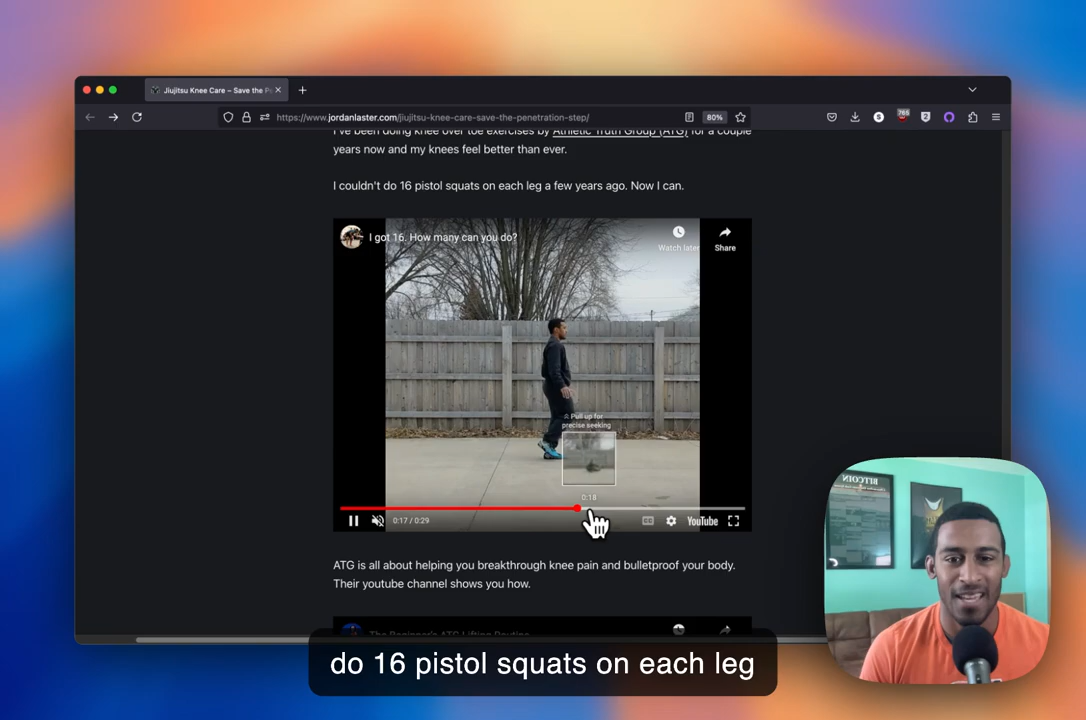 Jiujitsu Knee Care – Save the P
https://www.jordanlaster.com/jiujitsu-knee-care-save-the-penetration-step/
80%
765
2
S
I've been doing knee over toe exercises by Athletic Truth Group (ATG) for a couple
years now and my knees feel better than ever.
I couldn't do 16 pistol squats on each leg a few years ago. Now I can.
I got 16. How many can you do?
Watch later
Share
Pull up for
precise seeking
0:18
0:17 / 0:29
CC
YouTube
ATG is all about helping you breakthrough knee pain and bulletproof your body.
Their youtube channel shows you how.
The Beginner's ATG Lifting Routine
BITCOIN
do 16 pistol squats on each leg